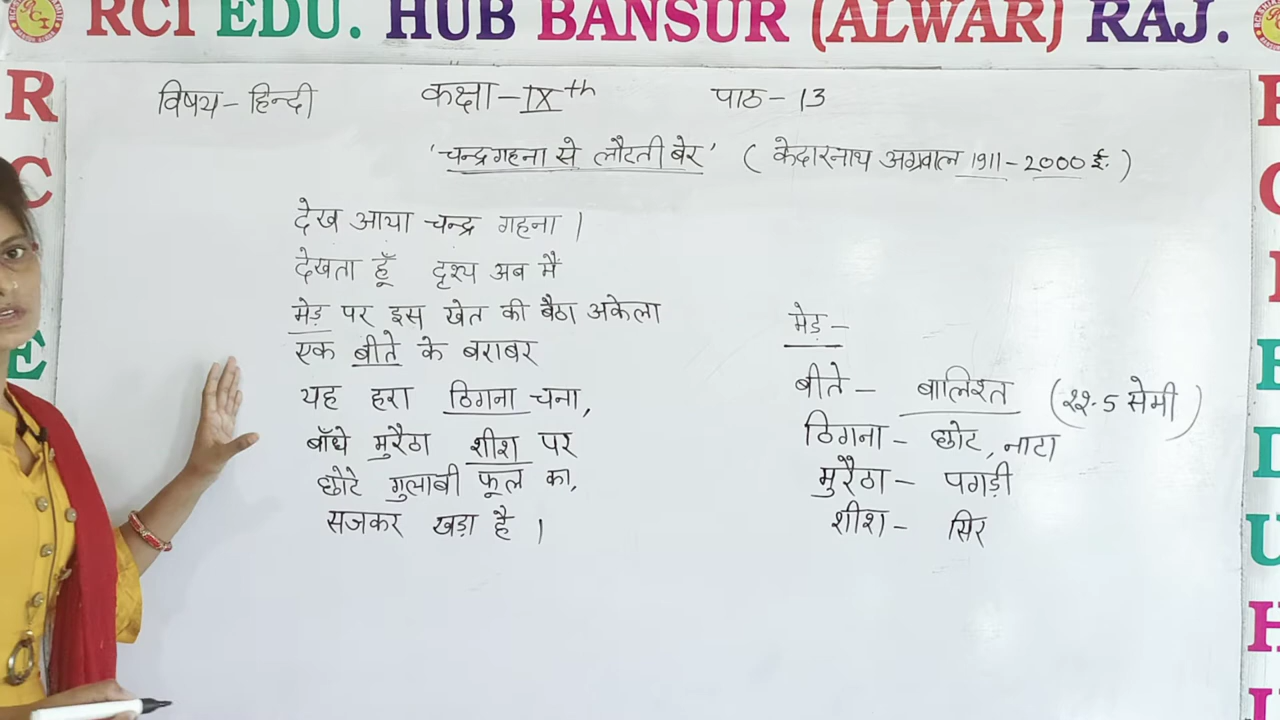 RCI EDU. HUB BANSUR (ALWAR) RAJ.
विषय - हिन्दी कक्षा - IXth पाठ - 13
'चन्द्रगहना से लौटती बेर' ( केदारनाथ अग्रवाल 1911 - 2000 ई. )
देख आया चन्द्र गहना ।
देखता हूँ दृश्य अब मैं
मेड़ पर इस खेत की बैठा अकेला
एक बीते के बराबर
यह हरा ठिगना चना,
बाँधे मुरैठा शीश पर
छोटे गुलाबी फूल का,
सजकर खड़ा है ।
मेड़ -
बीते - बालिश्त (२२.5 सेमी )
ठिगना - छोट, नाटा
मुरैठा - पगड़ी
शीश - सिर
R
C
E
R
C
E
D
U
H
U